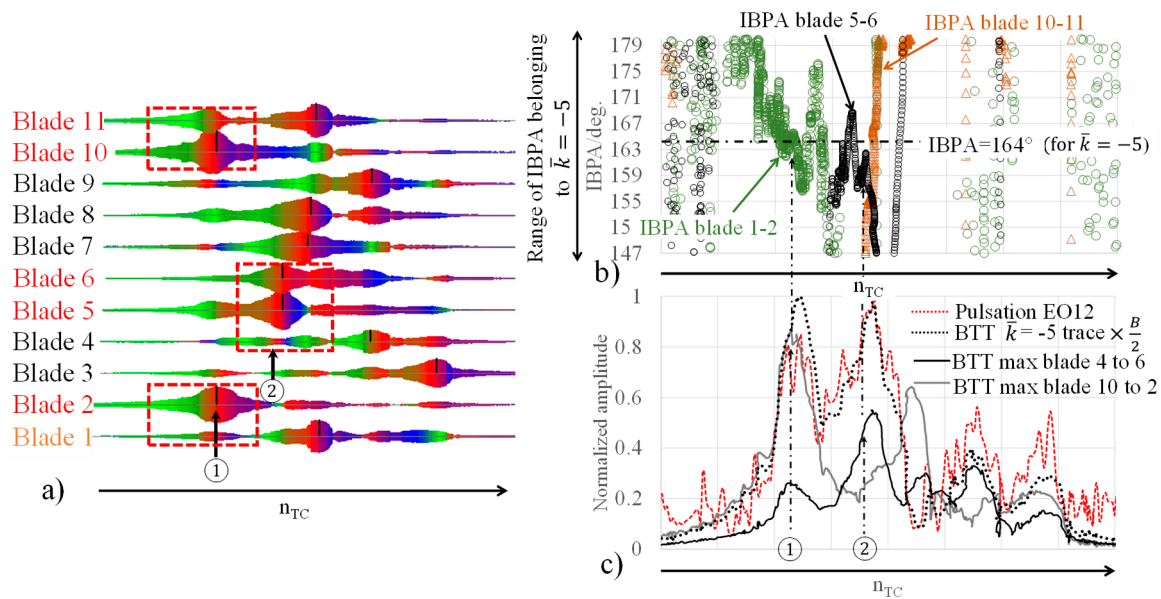 Blade 11
Blade 10
Blade 9
Blade 8
Blade 7
Blade 6
Blade 5
Blade 4
Blade 3
Blade 2
Blade 1
1
2
a)
n_TC
Range of IBPA belonging
to k̅ = −5
IBPA/deg.
179
175
171
167
163
159
155
151
147
IBPA blade 5-6
IBPA blade 10-11
IBPA=164° (for k̅ = −5)
IBPA blade 1-2
b)
n_TC
Normalized amplitude
1
0.8
0.6
0.4
0.2
0
Pulsation EO12
BTT k̅ = -5 trace × B/2
BTT max blade 4 to 6
BTT max blade 10 to 2
1
2
c)
n_TC